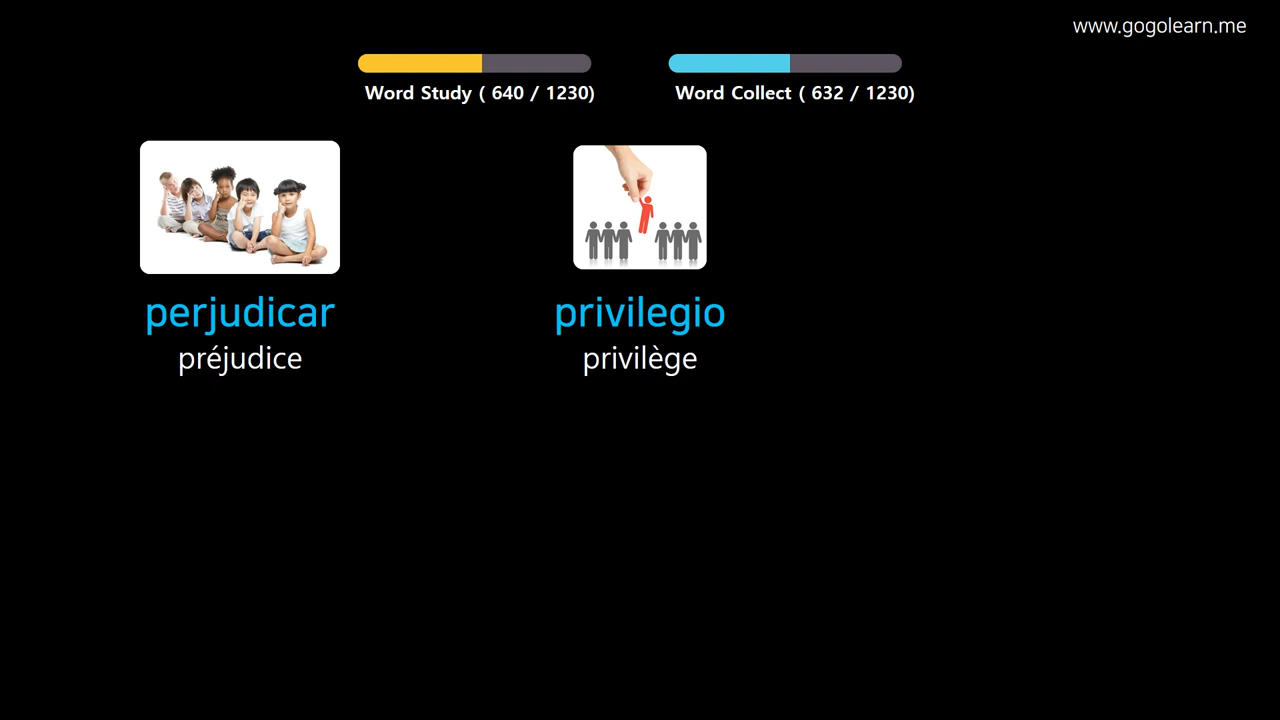 www.gogolearn.me
Word Study ( 640 / 1230)
Word Collect ( 632 / 1230)
perjudicar
préjudice
privilegio
privilège